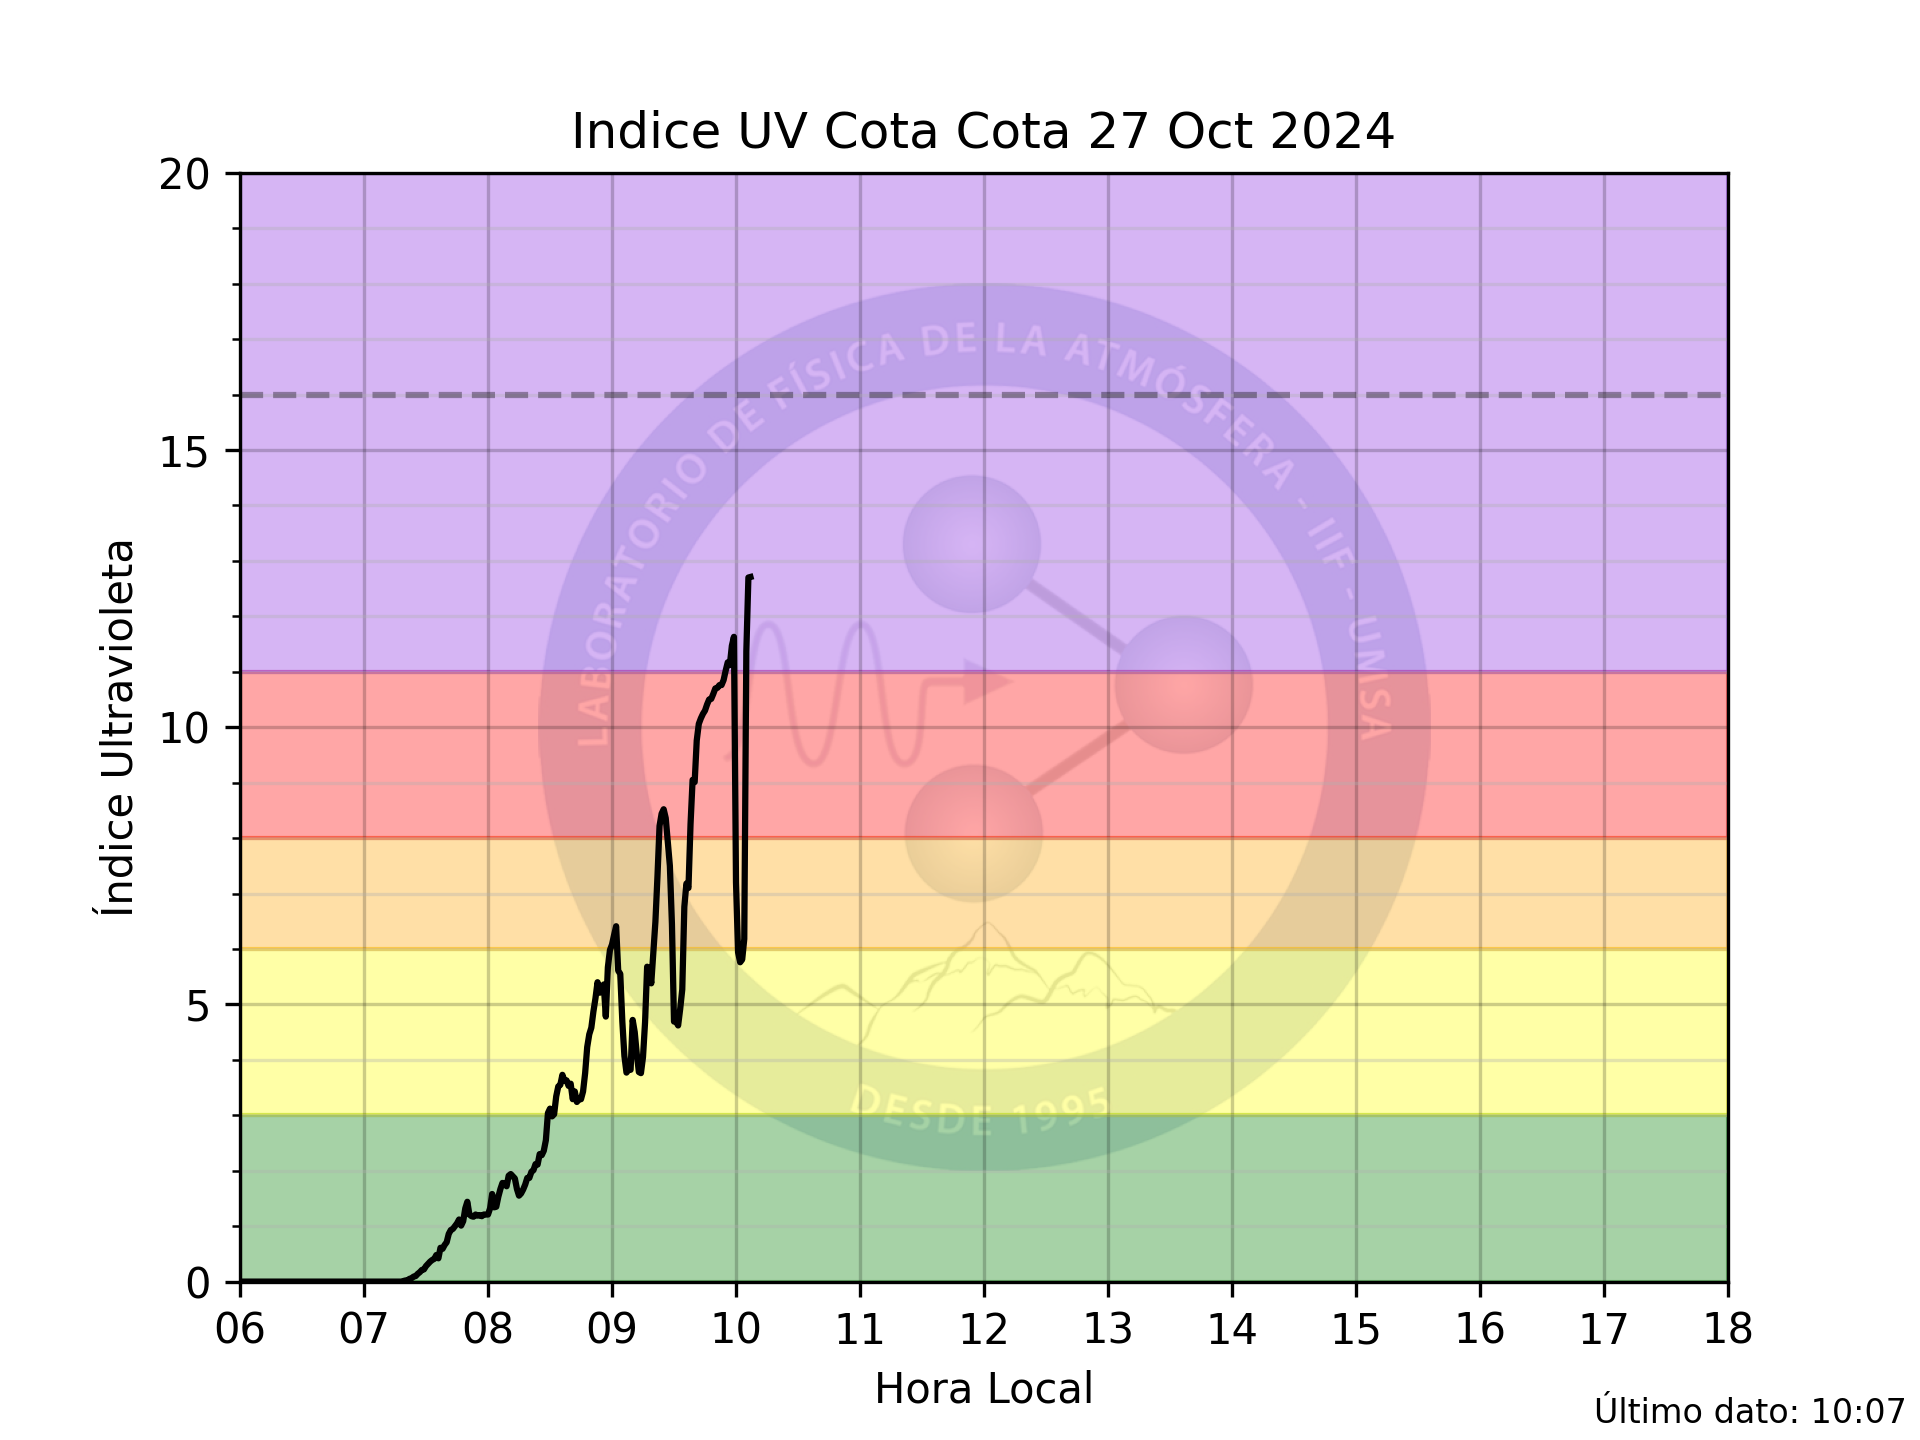 Indice UV Cota Cota 27 Oct 2024
20
15
10
5
0
Índice Ultravioleta
LABORATORIO DE FÍSICA DE LA ATMÓSFERA - IIF - UMSA
DESDE 1995
06 07 08 09 10 11 12 13 14 15 16 17 18
Hora Local
Último dato: 10:07